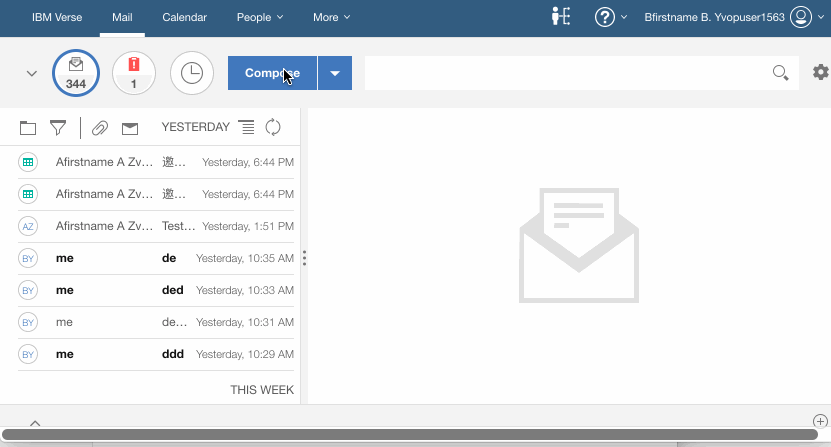 IBM Verse Mail Calendar People More Bfirstname B. Yvopuser1563
344 1 Compose
YESTERDAY
Afirstname A Zv... 邀... Yesterday, 6:44 PM
Afirstname A Zv... 邀... Yesterday, 6:44 PM
AZ Afirstname A Zv... Test... Yesterday, 1:51 PM
BY me de Yesterday, 10:35 AM
BY me ded Yesterday, 10:33 AM
BY me de... Yesterday, 10:31 AM
BY me ddd Yesterday, 10:29 AM
THIS WEEK